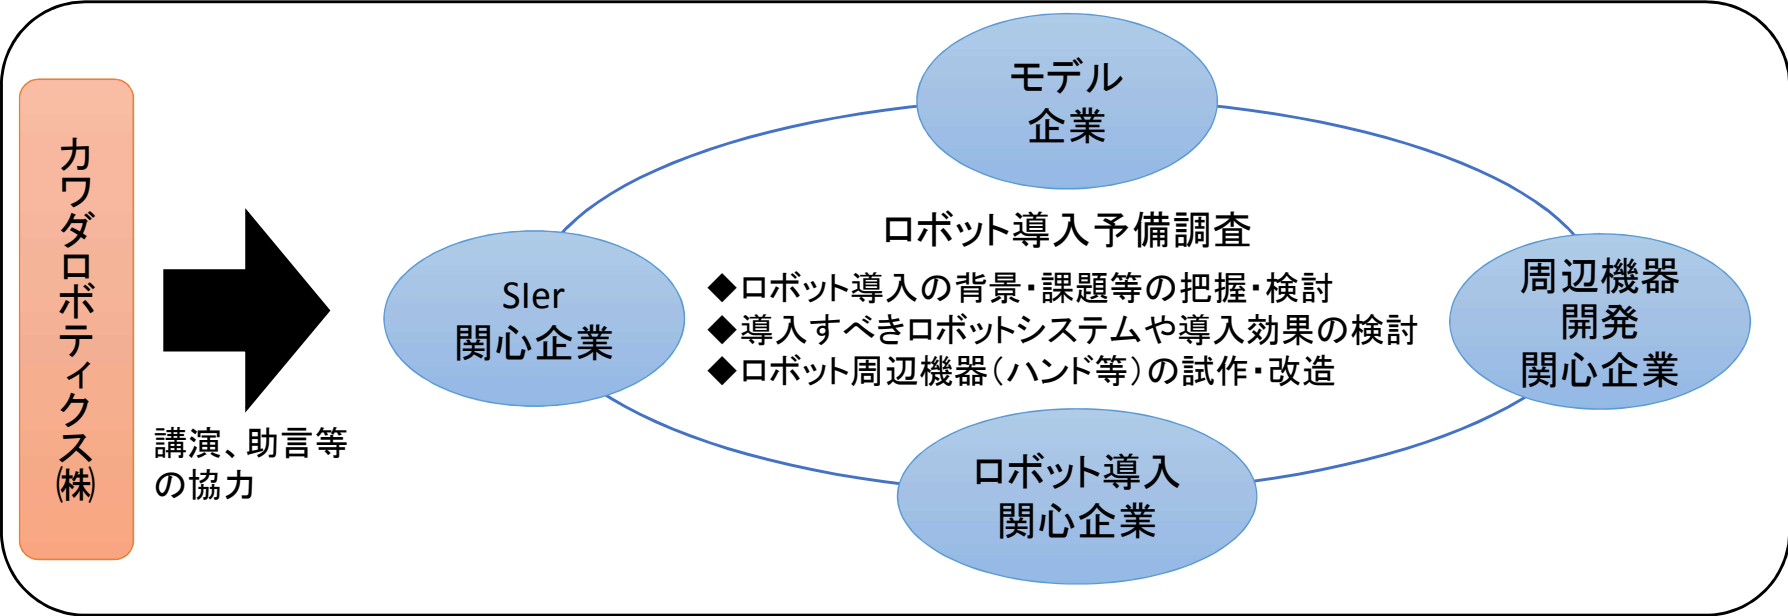 カワダロボティクス㈱
講演、助言等
の協力
モデル
企業
SIer
関心企業
ロボット導入予備調査
◆ロボット導入の背景・課題等の把握・検討
◆導入すべきロボットシステムや導入効果の検討
◆ロボット周辺機器（ハンド等）の試作・改造
周辺機器
開発
関心企業
ロボット導入
関心企業